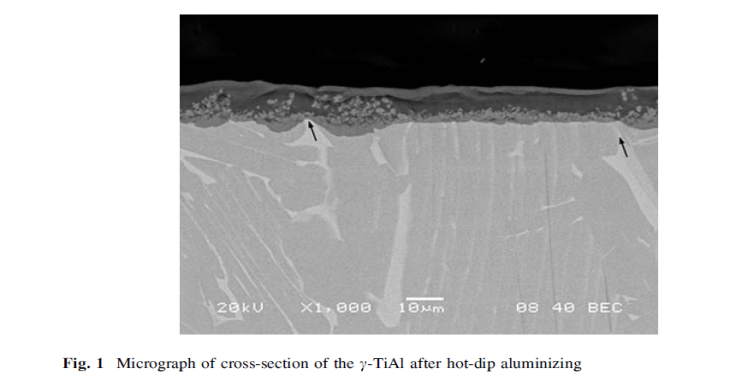 20kV X1,000 10μm 08 40 BEC
Fig. 1 Micrograph of cross-section of the γ-TiAl after hot-dip aluminizing